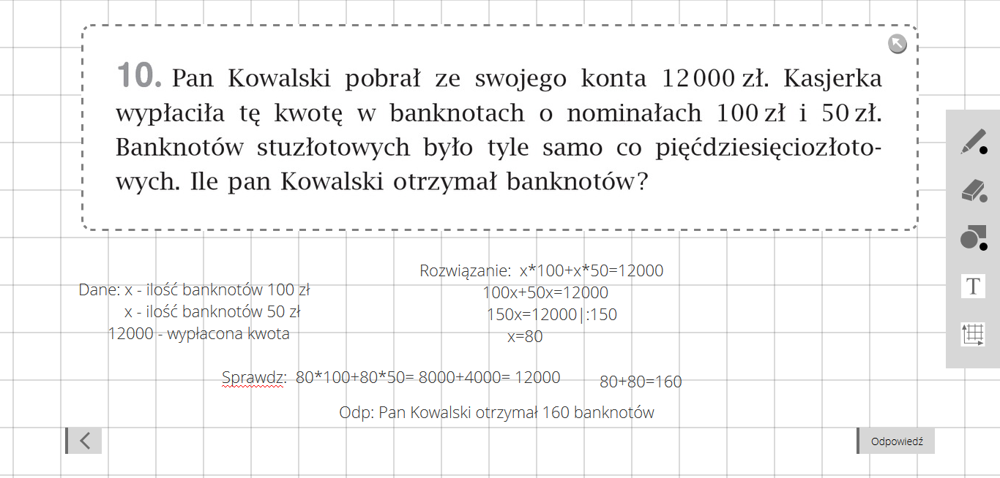 10. Pan Kowalski pobrał ze swojego konta 12 000 zł. Kasjerka
wypłaciła tę kwotę w banknotach o nominałach 100 zł i 50 zł.
Banknotów stuzłotowych było tyle samo co pięćdziesięciozłoto-
wych. Ile pan Kowalski otrzymał banknotów?
Dane: x - ilość banknotów 100 zł
x - ilość banknotów 50 zł
12000 - wypłacona kwota
Rozwiązanie: x*100+x*50=12000
100x+50x=12000
150x=12000|:150
x=80
Sprawdz: 80*100+80*50= 8000+4000= 12000
80+80=160
Odp: Pan Kowalski otrzymał 160 banknotów
Odpowiedź
T